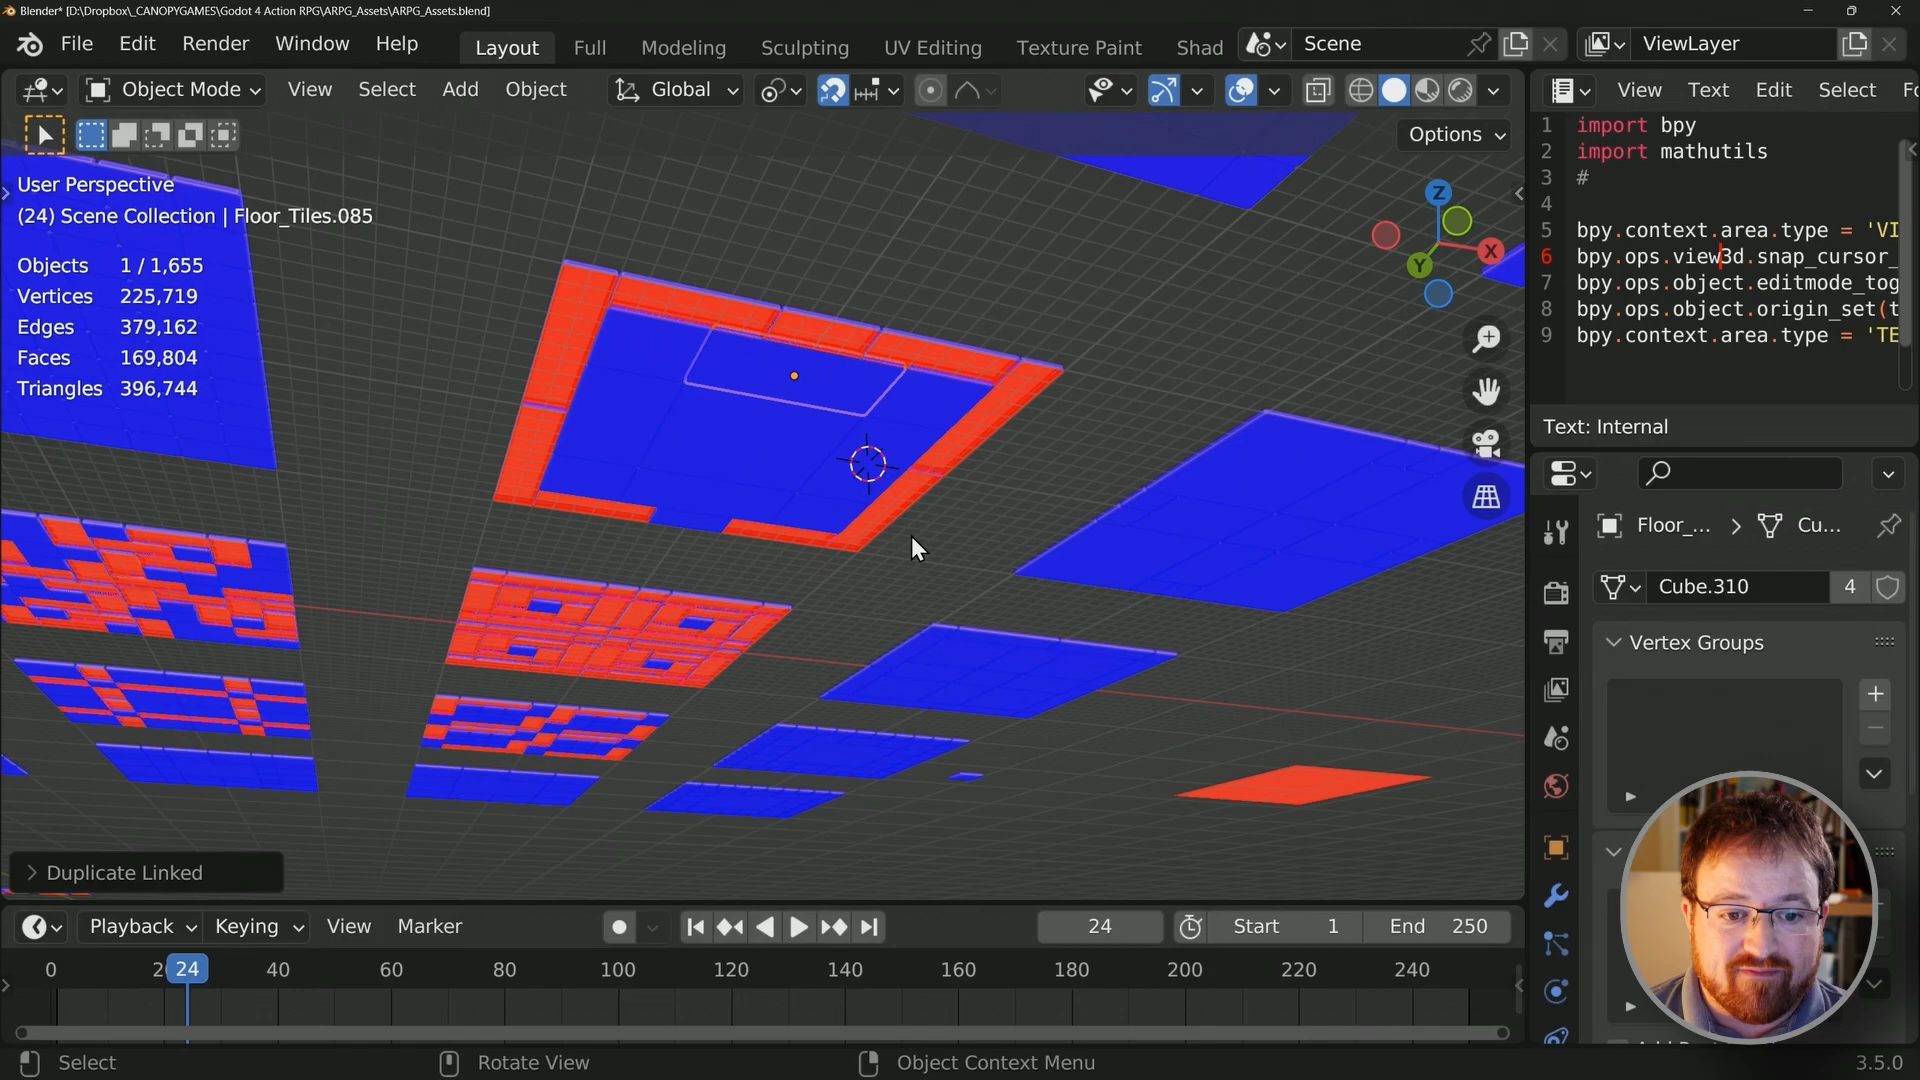 Blender* [D:\Dropbox\_CANOPYGAMES\Godot 4 Action RPG\ARPG_Assets\ARPG_Assets.blend]
File Edit Render Window Help Layout Full Modeling Sculpting UV Editing Texture Paint Shad Scene ViewLayer
Object Mode View Select Add Object Global View Text Edit Select Fo
Options
User Perspective
(24) Scene Collection | Floor_Tiles.085
Objects 1 / 1,655
Vertices 225,719
Edges 379,162
Faces 169,804
Triangles 396,744
Z
X
Y
1 import bpy
2 import mathutils
3 #
4
5 bpy.context.area.type = 'VI
6 bpy.ops.view3d.snap_cursor_
7 bpy.ops.object.editmode_tog
8 bpy.ops.object.origin_set(t
9 bpy.context.area.type = 'TE
Text: Internal
Floor_... > Cu...
Cube.310 4
Vertex Groups
Duplicate Linked
Playback Keying View Marker 24 Start 1 End 250
0 20 24 40 60 80 100 120 140 160 180 200 220 240
Select Rotate View Object Context Menu 3.5.0